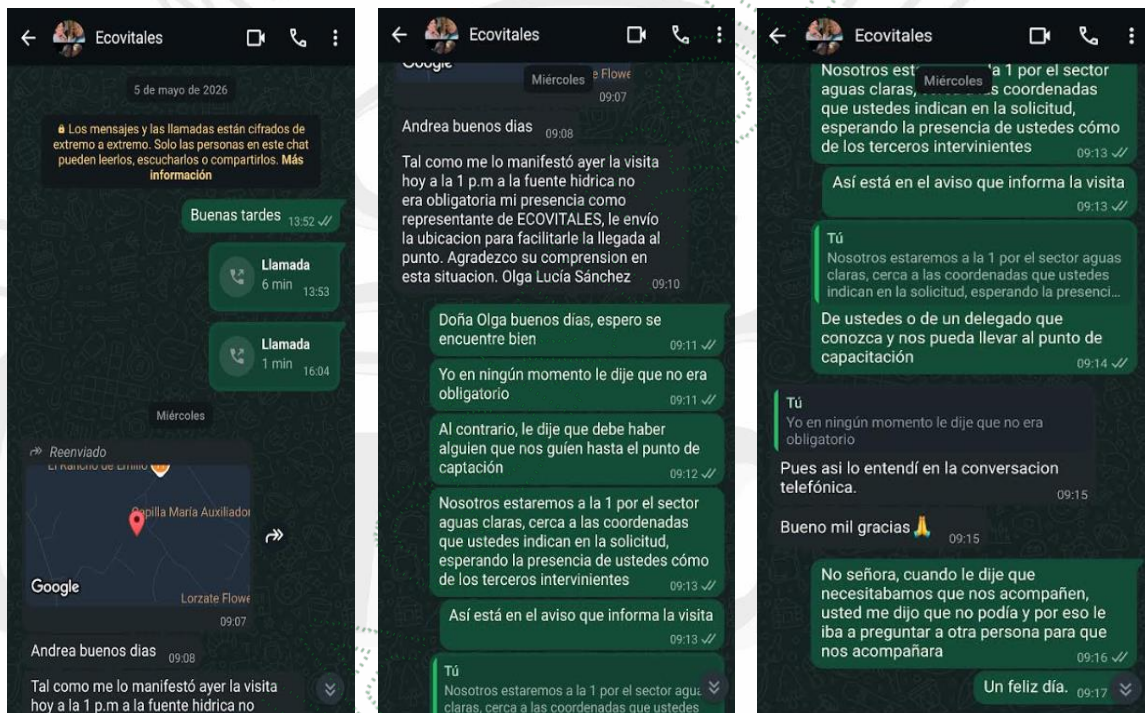 Ecovitales
5 de mayo de 2026
Los mensajes y las llamadas están cifrados de
extremo a extremo. Solo las personas en este chat
pueden leerlos, escucharlos o compartirlos. Más
información
Buenas tardes 13:52
Llamada
6 min 13:53
Llamada
1 min 16:04
Miércoles
Reenviado
El Rancho de Emilio
Capilla María Auxiliador
Google
Lorzate Flowe
09:07
Andrea buenos dias 09:08
Tal como me lo manifestó ayer la visita
hoy a la 1 p.m a la fuente hidrica no
Ecovitales
Google
Miércoles
e Flowe
09:07
Andrea buenos dias 09:08
Tal como me lo manifestó ayer la visita
hoy a la 1 p.m a la fuente hidrica no
era obligatoria mi presencia como
representante de ECOVITALES, le envío
la ubicacion para facilitarle la llegada al
punto. Agradezco su comprension en
esta situacion. Olga Lucía Sánchez 09:10
Doña Olga buenos días, espero se
encuentre bien 09:11
Yo en ningún momento le dije que no era
obligatorio 09:11
Al contrario, le dije que debe haber
alguien que nos guíen hasta el punto de
captación 09:12
Nosotros estaremos a la 1 por el sector
aguas claras, cerca a las coordenadas
que ustedes indican en la solicitud,
esperando la presencia de ustedes cómo
de los terceros intervinientes 09:13
Así está en el aviso que informa la visita
09:13
Tú
Nosotros estaremos a la 1 por el sector agua
claras, cerca a las coordenadas que ustedes
Ecovitales
Nosotros est
Miércoles
a 1 por el sector
aguas claras, coordenadas
que ustedes indican en la solicitud,
esperando la presencia de ustedes cómo
de los terceros intervinientes 09:13
Así está en el aviso que informa la visita
09:13
Tú
Nosotros estaremos a la 1 por el sector aguas
claras, cerca a las coordenadas que ustedes
indican en la solicitud, esperando la presenci...
De ustedes o de un delegado que
conozca y nos pueda llevar al punto de
capacitación 09:14
Tú
Yo en ningún momento le dije que no era
obligatorio
Pues asi lo entendí en la conversacion
telefónica. 09:15
Bueno mil gracias🙏 09:15
No señora, cuando le dije que
necesitabamos que nos acompañen,
usted me dijo que no podía y por eso le
iba a preguntar a otra persona para que
nos acompañara 09:16
Un feliz día. 09:17